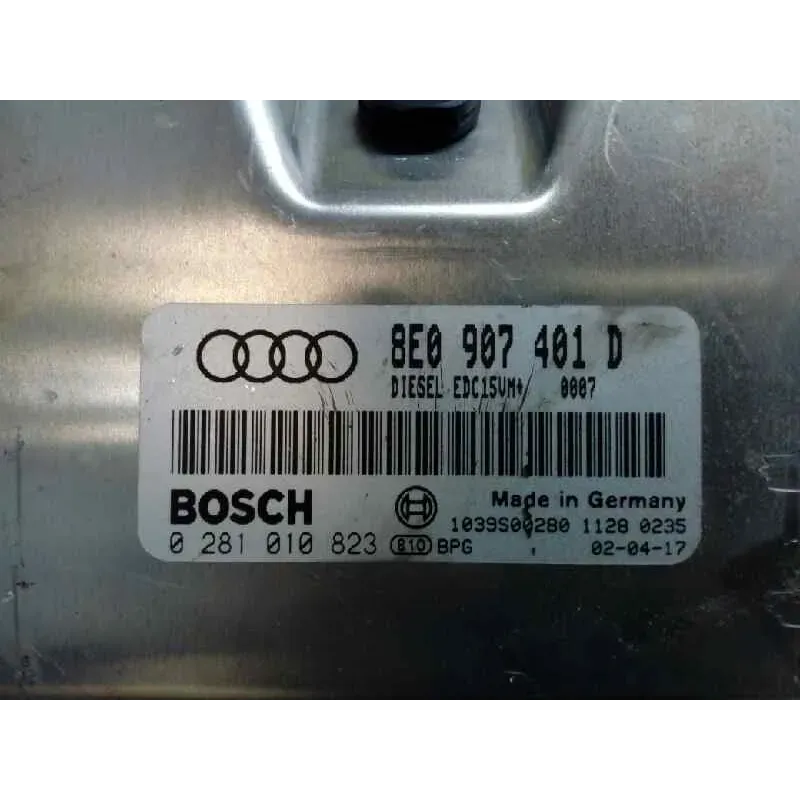 8E0 907 401 D
DIESEL EDC15VM+ 0007
BOSCH Made in Germany
1039S00280 1128 0235
0 281 010 823 810 BPG 02-04-17